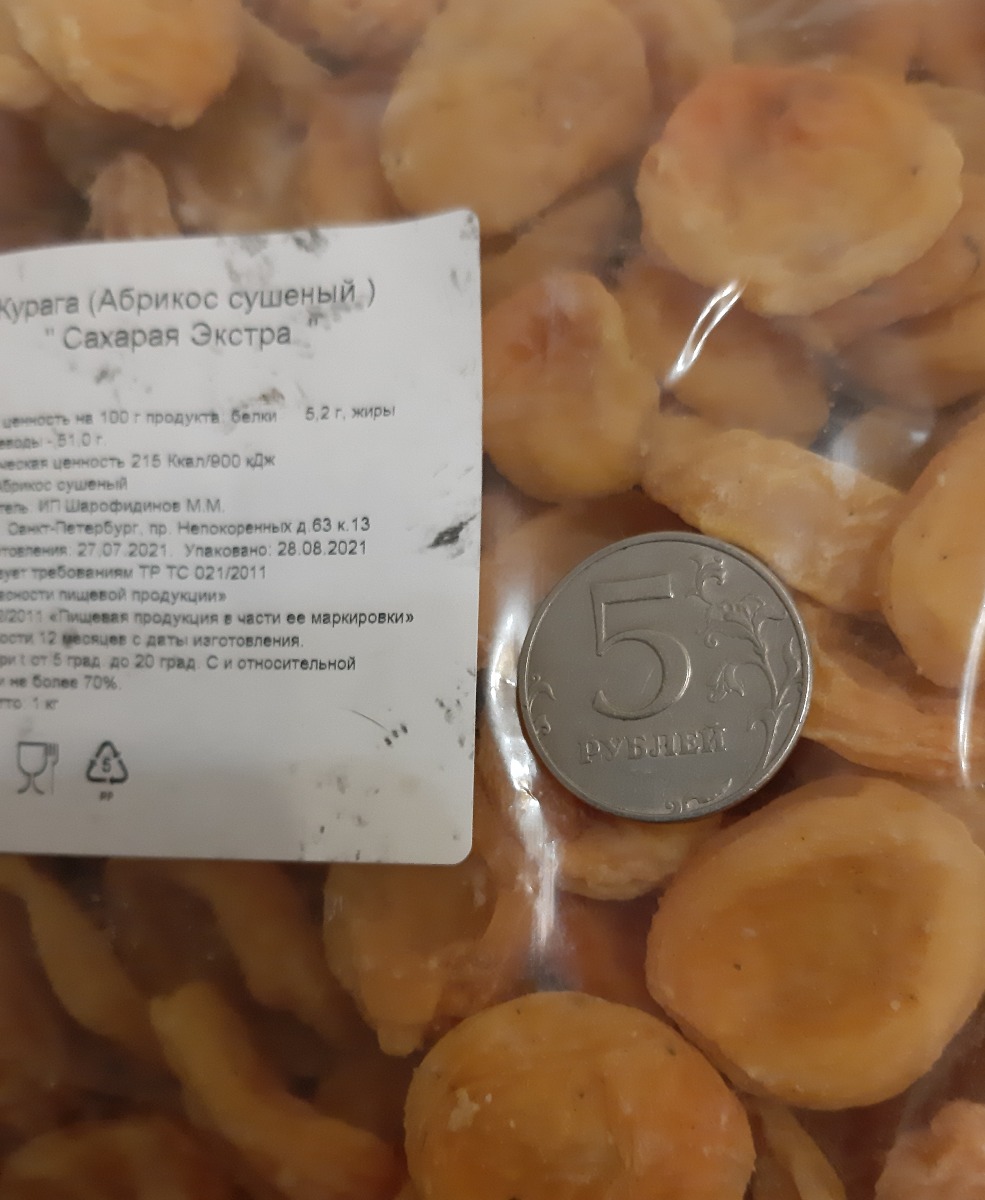 Курага (Абрикос сушеный.)
" Сахарая Экстра "
ценность на 100 г продукта: белки 5,2 г, жиры
еводы - 51.0 г.
ческая ценность 215 Ккал/900 кДж
абрикос сушеный
тель: ИП Шарофидинов М.М.
Санкт-Петербург, пр. Непокоренных д.63 к.13
товления: 27.07.2021. Упаковано: 28.08.2021
вует требованиям ТР ТС 021/2011
асности пищевой продукции»
2/2011 «Пищевая продукция в части ее маркировки»
ости 12 месяцев с даты изготовления.
ри t от 5 град. до 20 град. С и относительной
и не более 70%.
тто: 1 кг
5
PP
5
РУБЛЕЙ